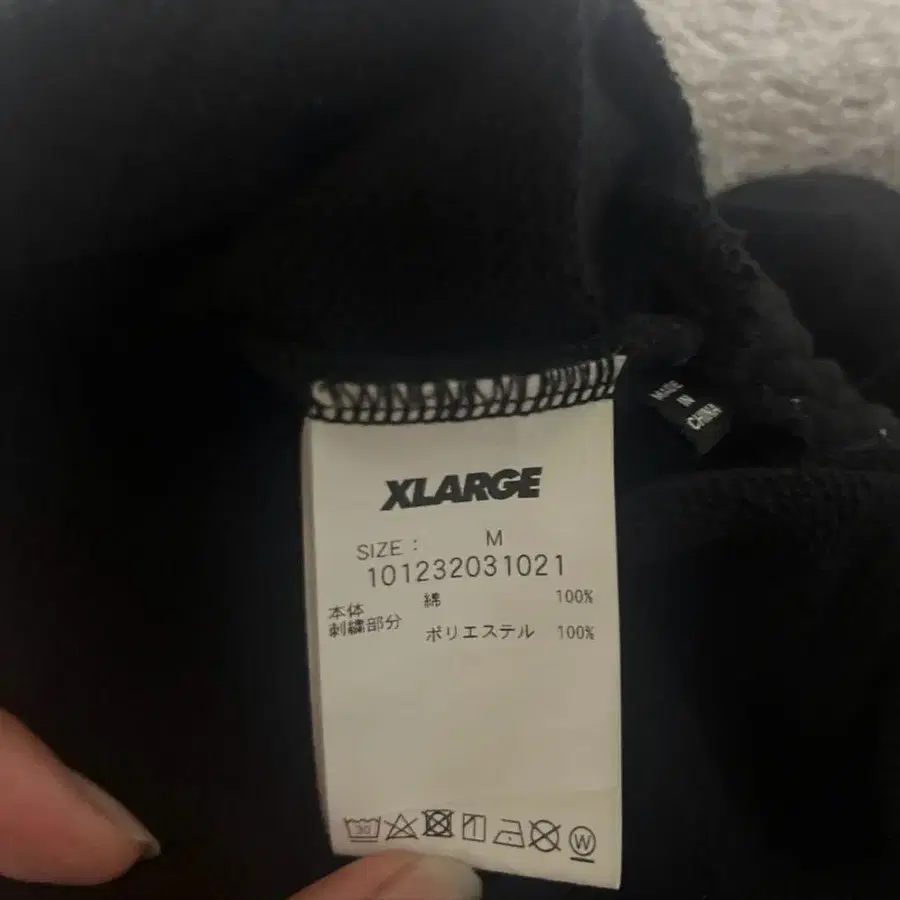 MADE
IN
CHINA
XLARGE
SIZE : M
101232031021
本体 綿 100%
刺繍部分 ポリエステル 100%
30
W